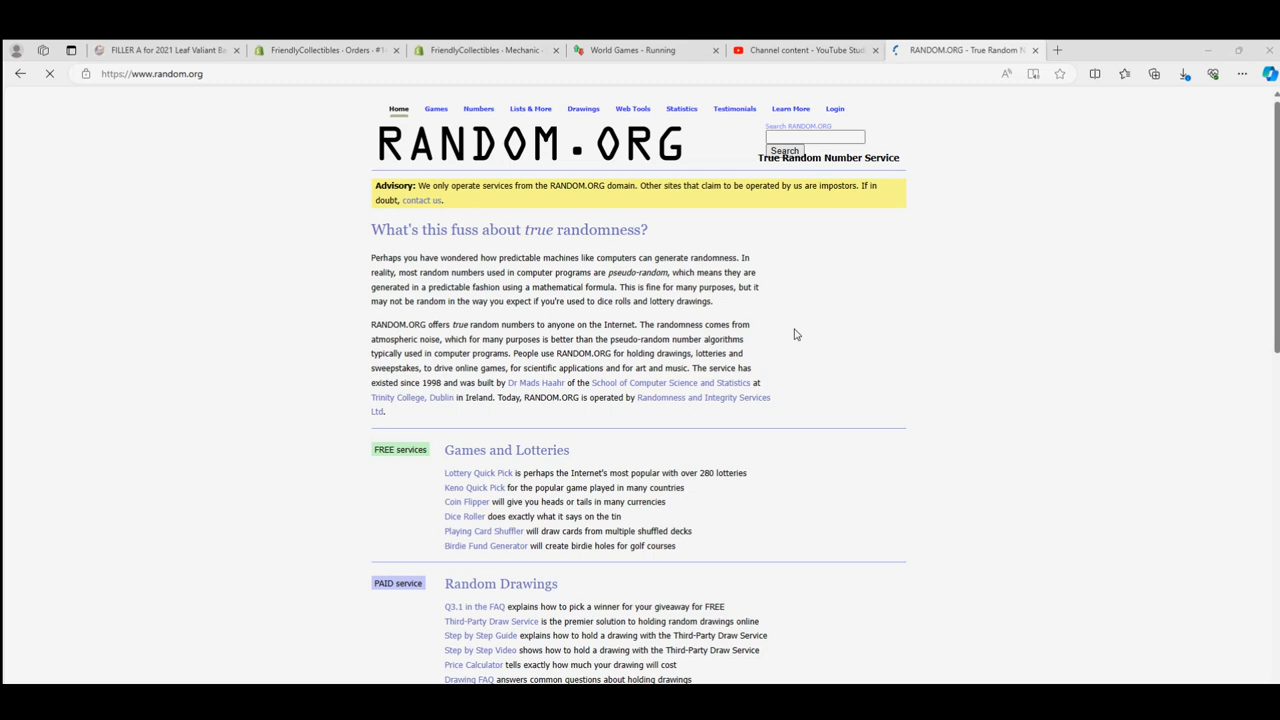 FILLER A for 2021 Leaf Valiant Ba
FriendlyCollectibles · Orders · #1
FriendlyCollectibles · Mechanic ·
World Games - Running
Channel content - YouTube Stud
RANDOM.ORG - True Random N
https://www.random.org
Home Games Numbers Lists & More Drawings Web Tools Statistics Testimonials Learn More Login
RANDOM.ORG
Search RANDOM.ORG
Search
True Random Number Service
Advisory: We only operate services from the RANDOM.ORG domain. Other sites that claim to be operated by us are impostors. If in
doubt, contact us.
What's this fuss about true randomness?
Perhaps you have wondered how predictable machines like computers can generate randomness. In
reality, most random numbers used in computer programs are pseudo-random, which means they are
generated in a predictable fashion using a mathematical formula. This is fine for many purposes, but it
may not be random in the way you expect if you're used to dice rolls and lottery drawings.
RANDOM.ORG offers true random numbers to anyone on the Internet. The randomness comes from
atmospheric noise, which for many purposes is better than the pseudo-random number algorithms
typically used in computer programs. People use RANDOM.ORG for holding drawings, lotteries and
sweepstakes, to drive online games, for scientific applications and for art and music. The service has
existed since 1998 and was built by Dr Mads Haahr of the School of Computer Science and Statistics at
Trinity College, Dublin in Ireland. Today, RANDOM.ORG is operated by Randomness and Integrity Services
Ltd.
FREE services
Games and Lotteries
Lottery Quick Pick is perhaps the Internet's most popular with over 280 lotteries
Keno Quick Pick for the popular game played in many countries
Coin Flipper will give you heads or tails in many currencies
Dice Roller does exactly what it says on the tin
Playing Card Shuffler will draw cards from multiple shuffled decks
Birdie Fund Generator will create birdie holes for golf courses
PAID service
Random Drawings
Q3.1 in the FAQ explains how to pick a winner for your giveaway for FREE
Third-Party Draw Service is the premier solution to holding random drawings online
Step by Step Guide explains how to hold a drawing with the Third-Party Draw Service
Step by Step Video shows how to hold a drawing with the Third-Party Draw Service
Price Calculator tells exactly how much your drawing will cost
Drawing FAQ answers common questions about holding drawings